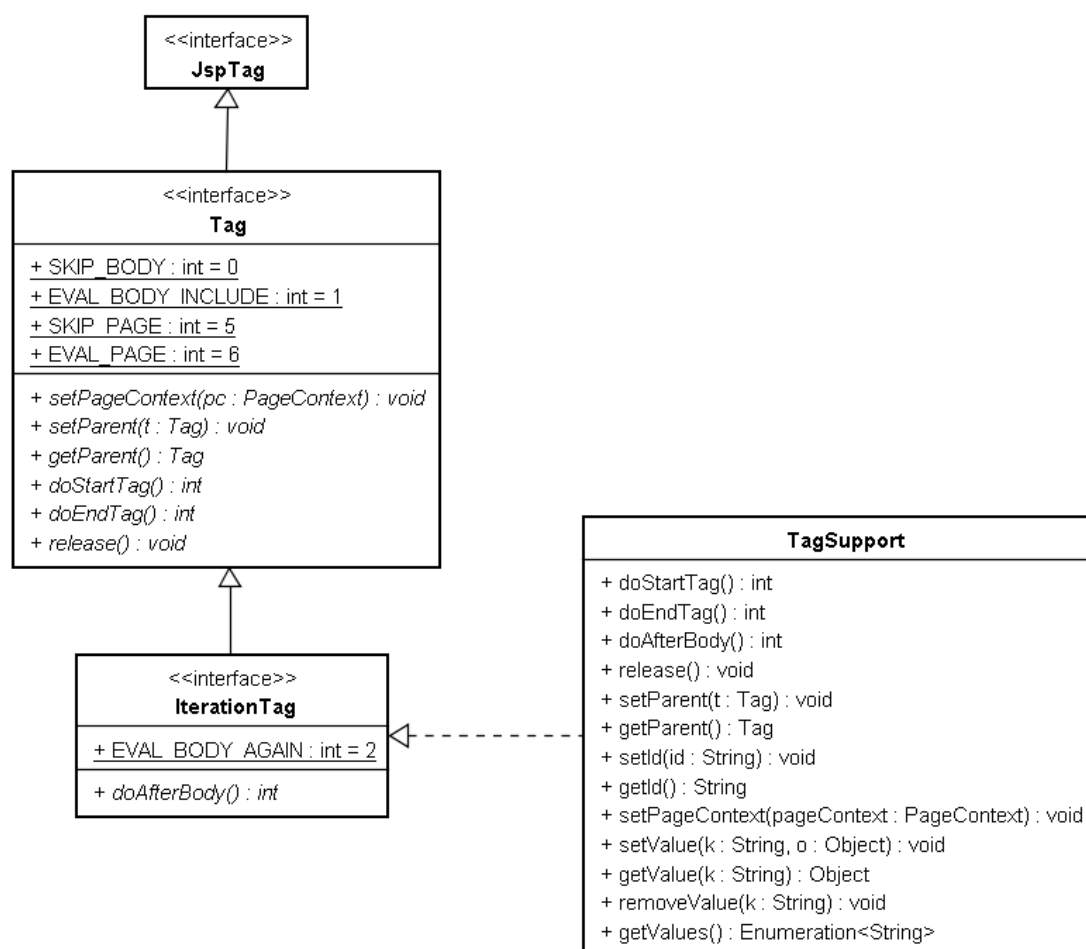 <<interface>>
JspTag
<<interface>>
Tag
+ SKIP_BODY : int = 0
+ EVAL_BODY_INCLUDE : int = 1
+ SKIP_PAGE : int = 5
+ EVAL_PAGE : int = 6
+ setPageContext(pc : PageContext) : void
+ setParent(t : Tag) : void
+ getParent() : Tag
+ doStartTag() : int
+ doEndTag() : int
+ release() : void
<<interface>>
IterationTag
+ EVAL_BODY_AGAIN : int = 2
+ doAfterBody() : int
TagSupport
+ doStartTag() : int
+ doEndTag() : int
+ doAfterBody() : int
+ release() : void
+ setParent(t : Tag) : void
+ getParent() : Tag
+ setId(id : String) : void
+ getId() : String
+ setPageContext(pageContext : PageContext) : void
+ setValue(k : String, o : Object) : void
+ getValue(k : String) : Object
+ removeValue(k : String) : void
+ getValues() : Enumeration<String>